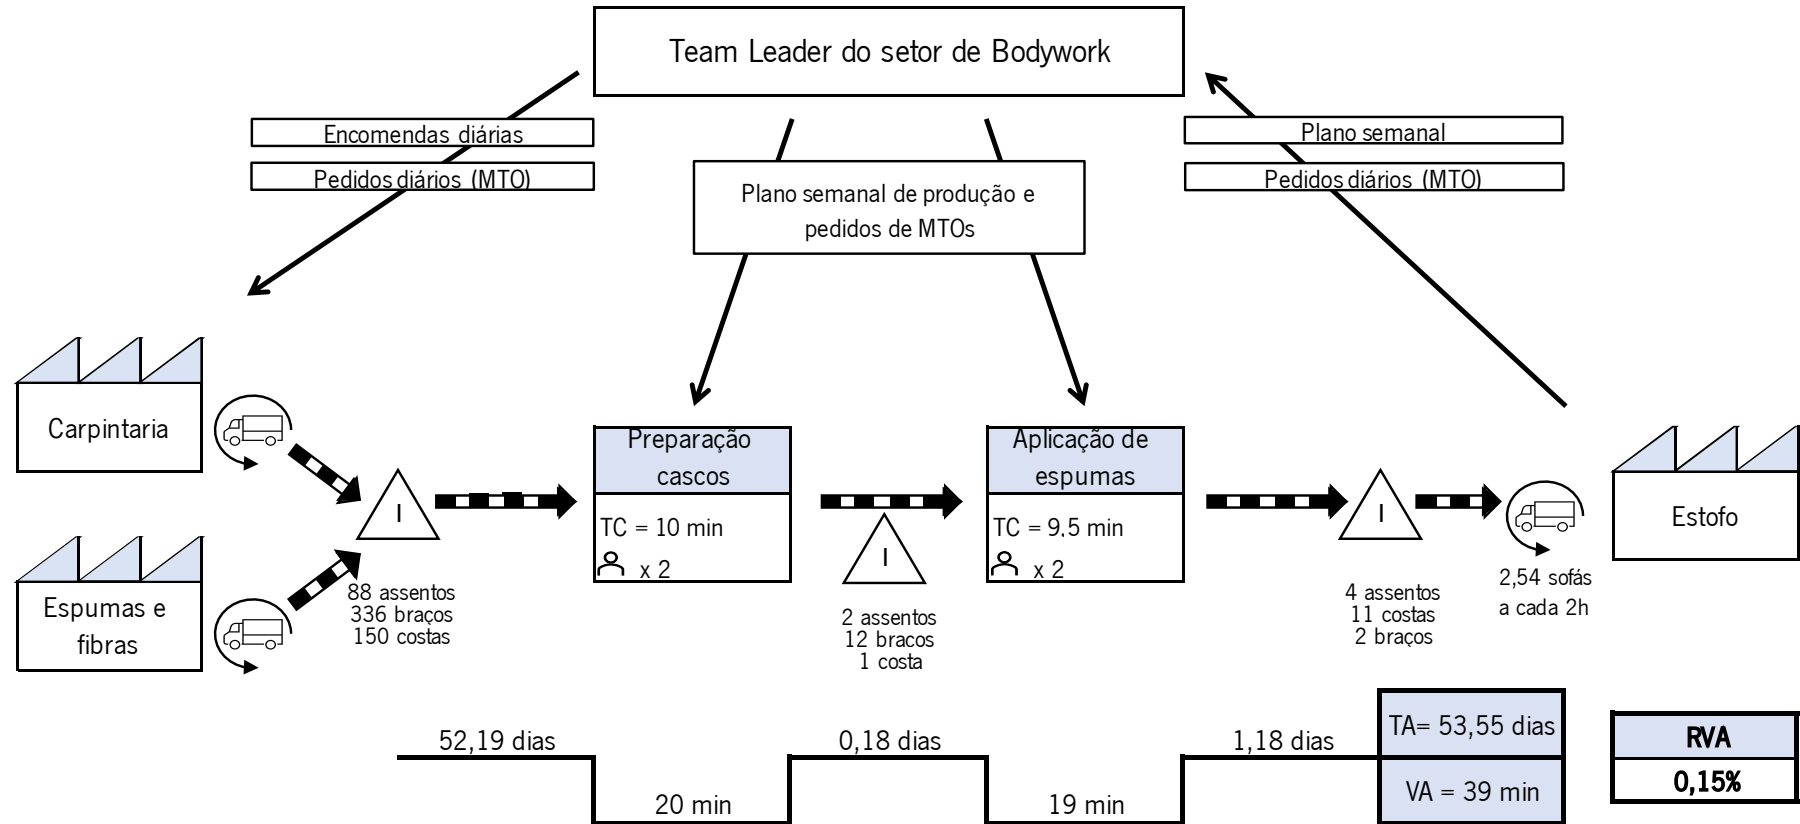 Team Leader do setor de Bodywork
Encomendas diárias
Pedidos diários (MTO)
Plano semanal de produção e
pedidos de MTOs
Plano semanal
Pedidos diários (MTO)
Carpintaria
Espumas e
fibras
I
88 assentos
336 braços
150 costas
Preparação
cascos
TC = 10 min
x 2
I
2 assentos
12 bracos
1 costa
Aplicação de
espumas
TC = 9.5 min
x 2
I
4 assentos
11 costas
2 braços
2,54 sofás
a cada 2h
Estofo
52,19 dias
20 min
0,18 dias
19 min
1,18 dias
TA= 53,55 dias
VA = 39 min
RVA
0,15%